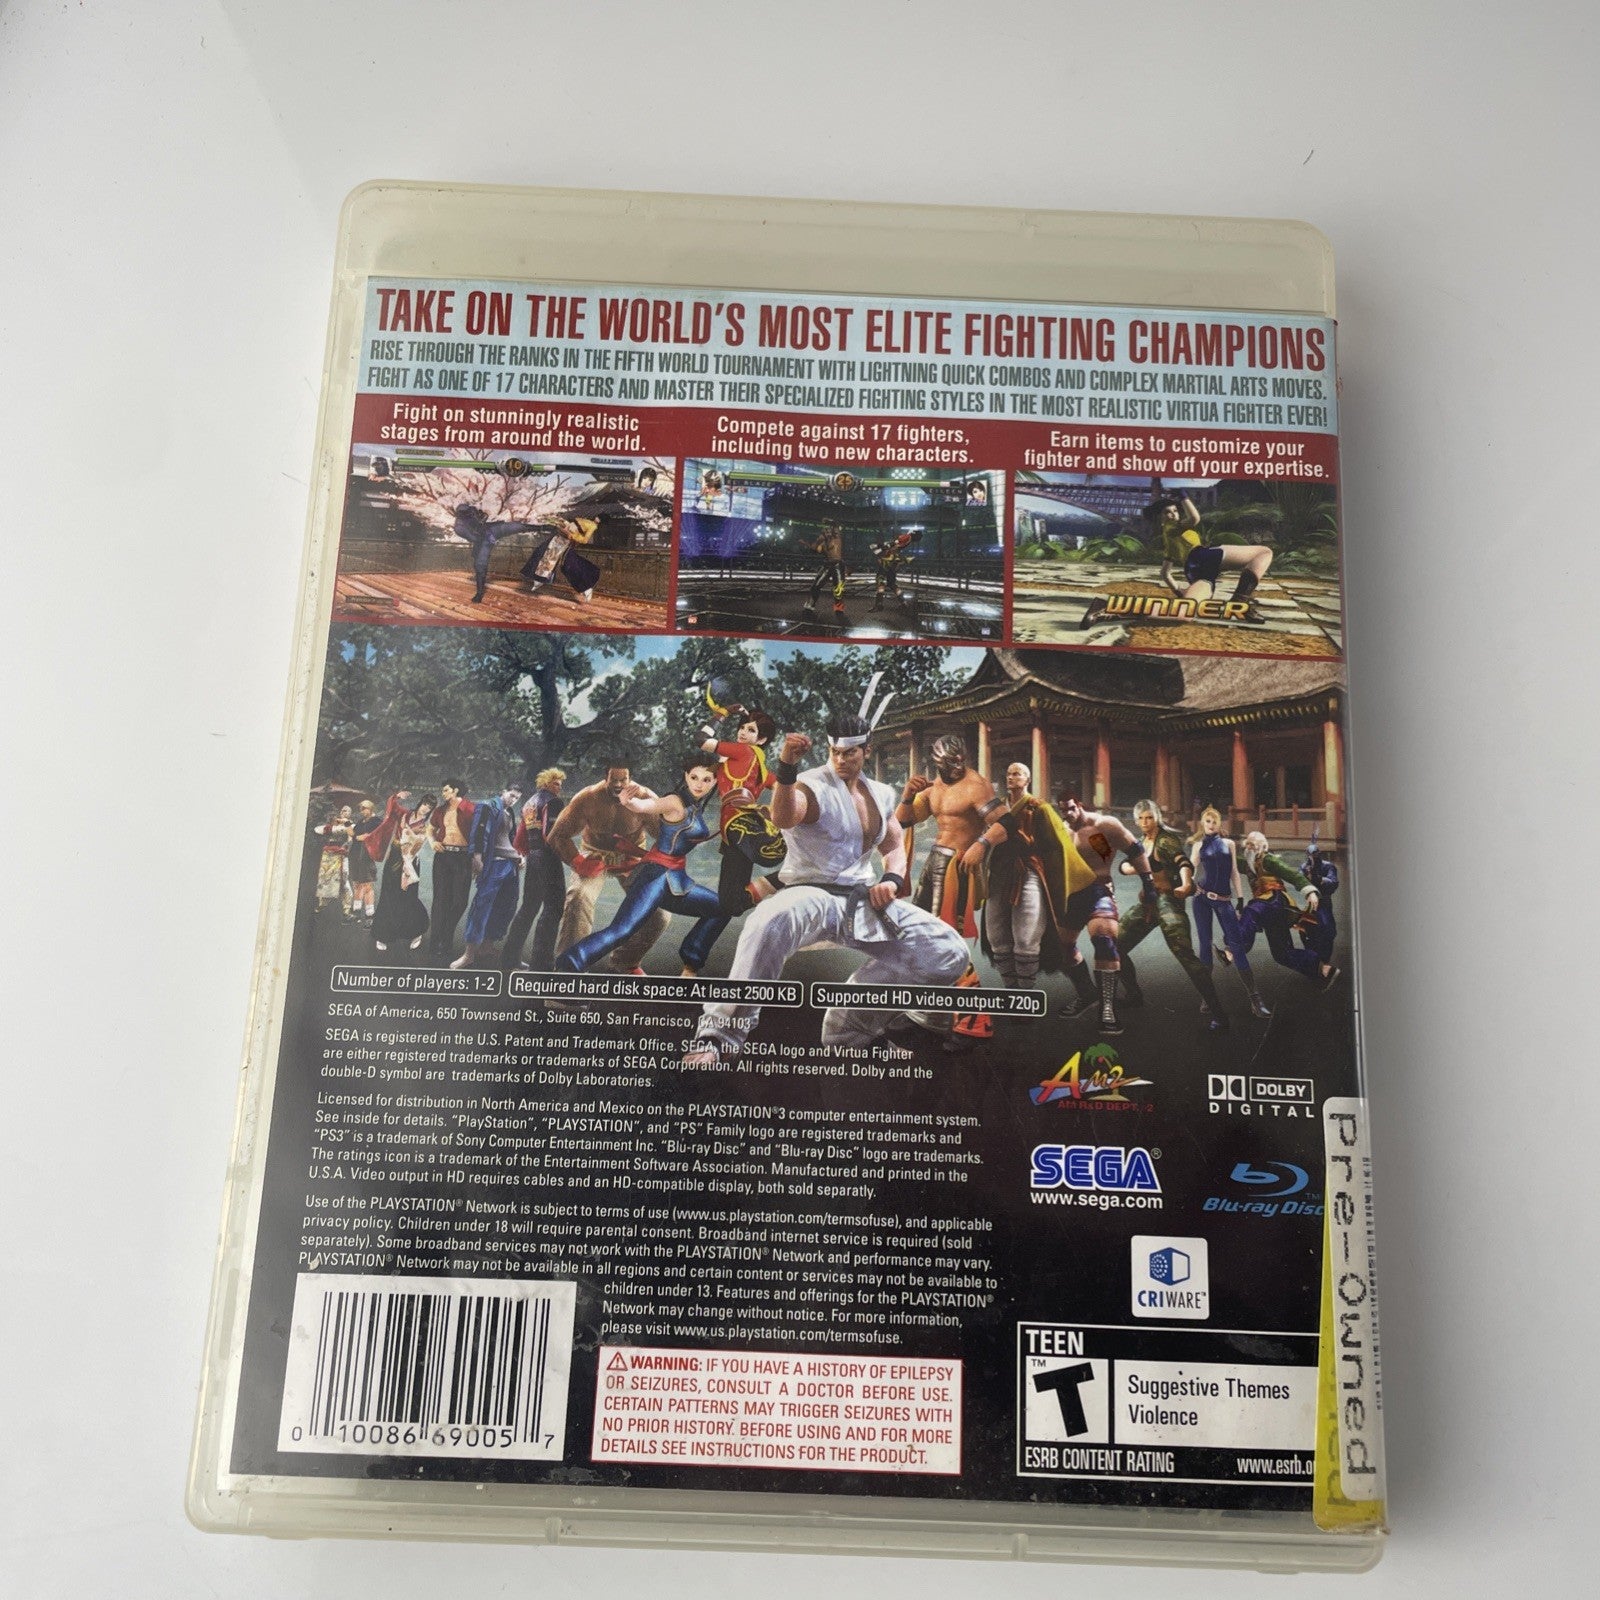 TAKE ON THE WORLD'S MOST ELITE FIGHTING CHAMPIONS
RISE THROUGH THE RANKS IN THE FIFTH WORLD TOURNAMENT WITH LIGHTNING QUICK COMBOS AND COMPLEX MARTIAL ARTS MOVES.
FIGHT AS ONE OF 17 CHARACTERS AND MASTER THEIR SPECIALIZED FIGHTING STYLES IN THE MOST REALISTIC VIRTUA FIGHTER EVER!
Fight on stunningly realistic
stages from around the world.
Compete against 17 fighters,
including two new characters.
Earn items to customize your
fighter and show off your expertise.
10
25
EL BLAZE
EILEEN
WINNER
Number of players: 1-2
Required hard disk space: At least 2500 KB
Supported HD video output: 720p
SEGA of America, 650 Townsend St., Suite 650, San Francisco, CA 94103
SEGA is registered in the U.S. Patent and Trademark Office. SEGA, the SEGA logo and Virtua Fighter
are either registered trademarks or trademarks of SEGA Corporation. All rights reserved. Dolby and the
double-D symbol are trademarks of Dolby Laboratories.
Licensed for distribution in North America and Mexico on the PLAYSTATION®3 computer entertainment system.
See inside for details. "PlayStation", "PLAYSTATION", and "PS" Family logo are registered trademarks and
"PS3" is a trademark of Sony Computer Entertainment Inc. "Blu-ray Disc" and "Blu-ray Disc" logo are trademarks.
The ratings icon is a trademark of the Entertainment Software Association. Manufactured and printed in the
U.S.A. Video output in HD requires cables and an HD-compatible display, both sold separatly.
Use of the PLAYSTATION® Network is subject to terms of use (www.us.playstation.com/termsofuse), and applicable
privacy policy. Children under 18 will require parental consent. Broadband internet service is required (sold
separately). Some broadband services may not work with the PLAYSTATION® Network and performance may vary.
PLAYSTATION® Network may not be available in all regions and certain content or services may not be available to
children under 13. Features and offerings for the PLAYSTATION®
Network may change without notice. For more information,
please visit www.us.playstation.com/termsofuse.
AM2
AM R&D DEPT. 2
DOLBY
DIGITAL
SEGA®
www.sega.com
Blu-ray Disc
CRIWARE™
0 10086 69005 7
WARNING: IF YOU HAVE A HISTORY OF EPILEPSY
OR SEIZURES, CONSULT A DOCTOR BEFORE USE.
CERTAIN PATTERNS MAY TRIGGER SEIZURES WITH
NO PRIOR HISTORY. BEFORE USING AND FOR MORE
DETAILS SEE INSTRUCTIONS FOR THE PRODUCT.
TEEN
T™
Suggestive Themes
Violence
ESRB CONTENT RATING
www.esrb.o
Pre-Owned